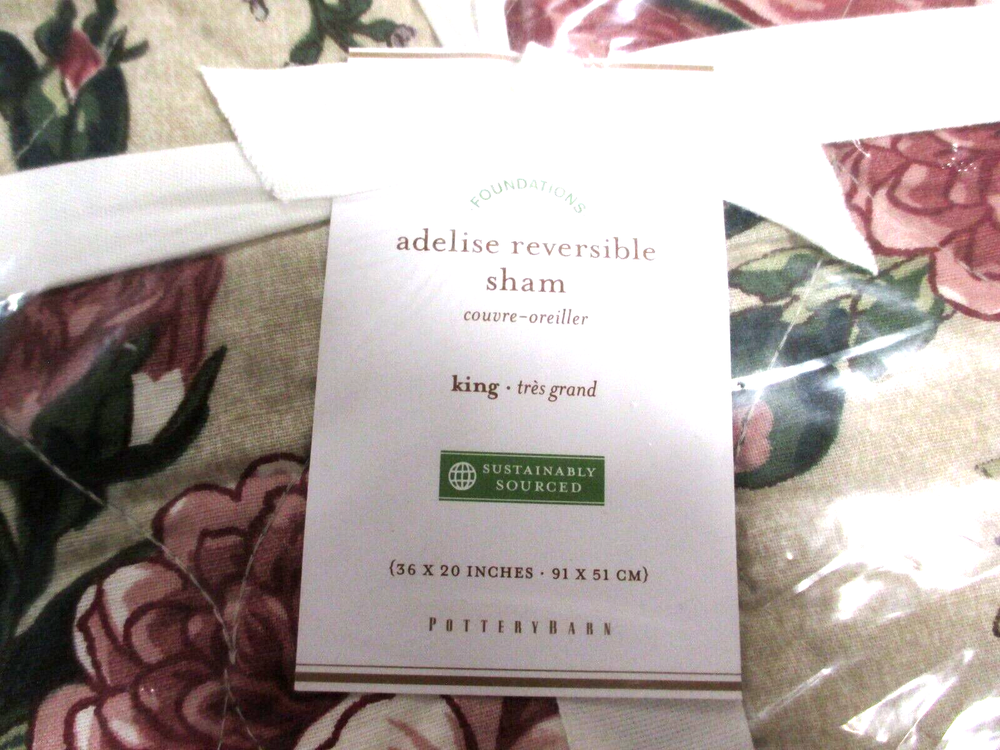 FOUNDATIONS
adelise reversible
sham
couvre-oreiller
king · très grand
SUSTAINABLY
SOURCED
{36 X 20 INCHES · 91 X 51 CM}
POTTERYBARN